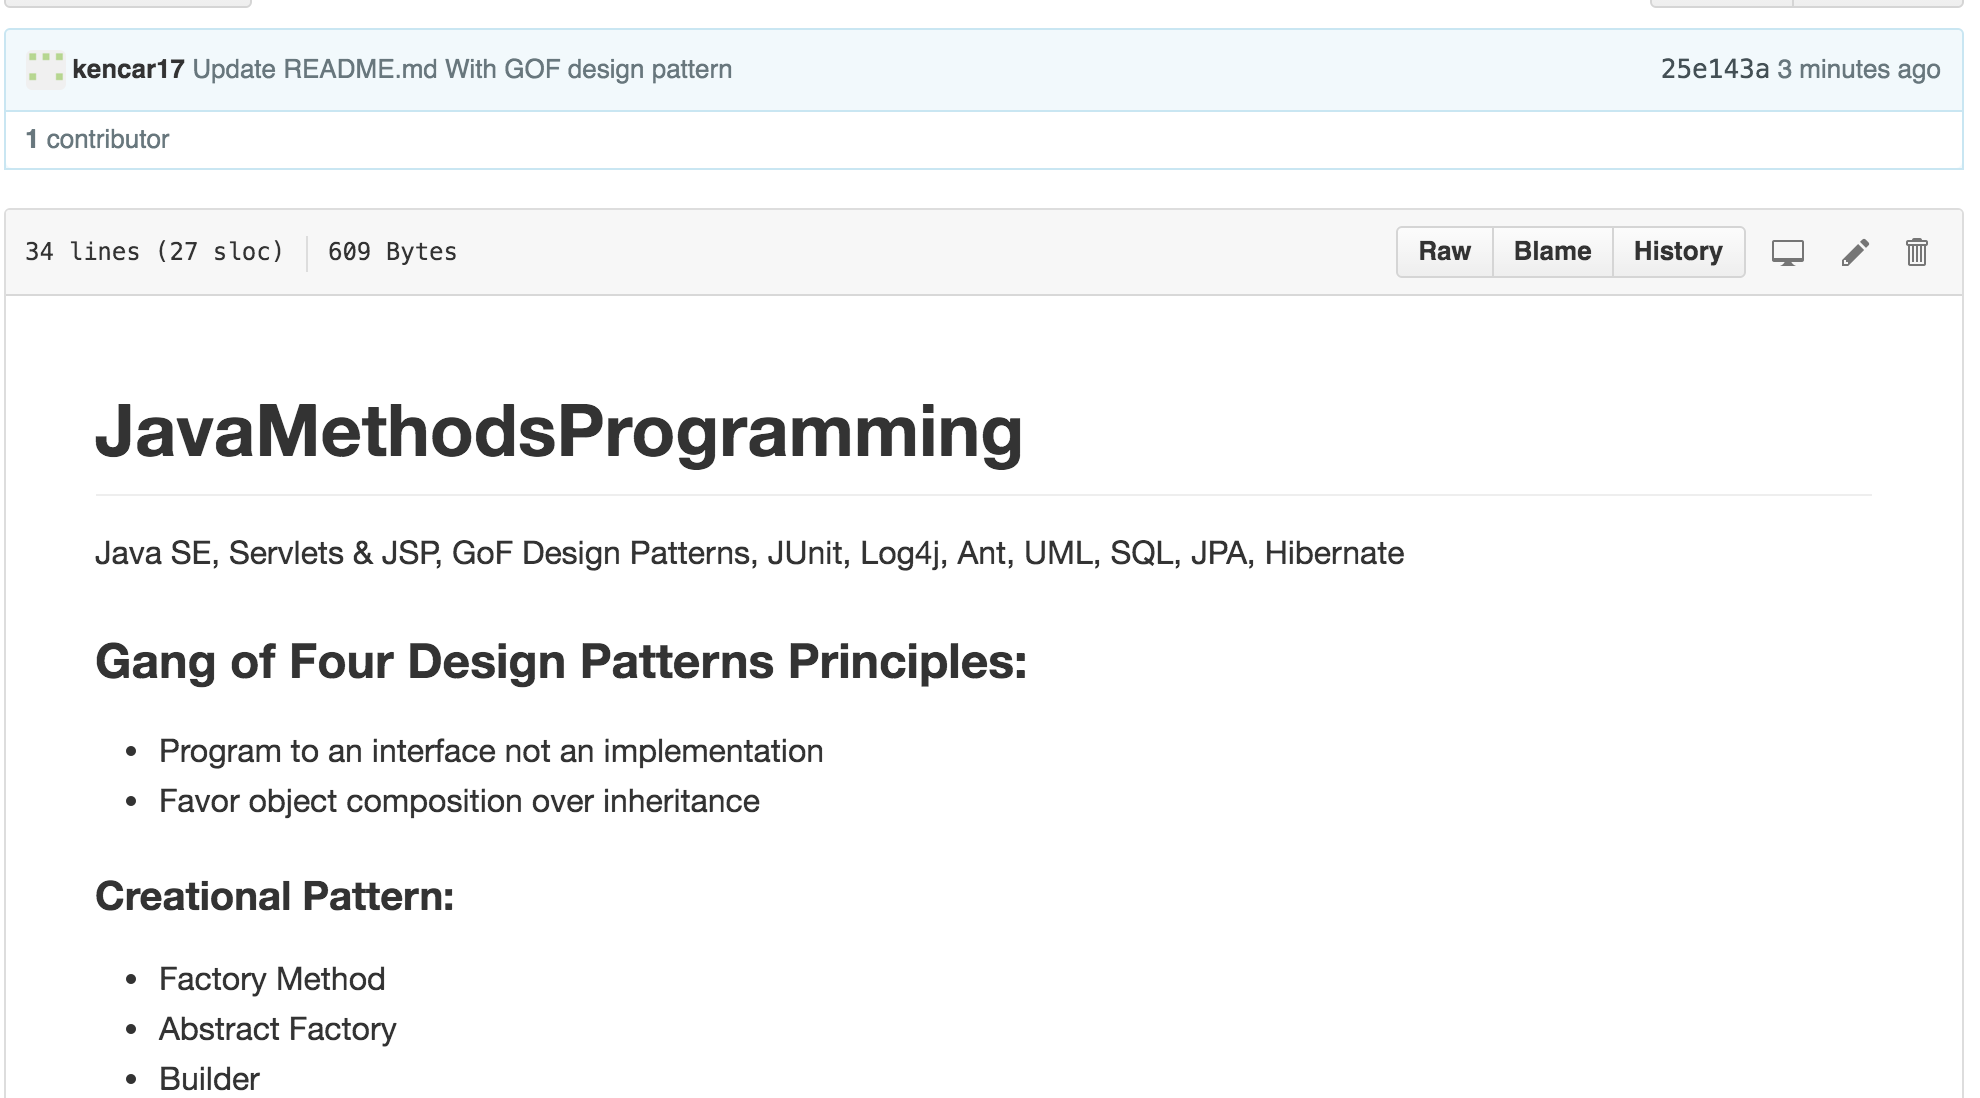 kencar17 Update README.md With GOF design pattern 25e143a 3 minutes ago
1 contributor
34 lines (27 sloc) 609 Bytes Raw Blame History
JavaMethodsProgramming
Java SE, Servlets & JSP, GoF Design Patterns, JUnit, Log4j, Ant, UML, SQL, JPA, Hibernate
Gang of Four Design Patterns Principles:
• Program to an interface not an implementation
• Favor object composition over inheritance
Creational Pattern:
• Factory Method
• Abstract Factory
• Builder